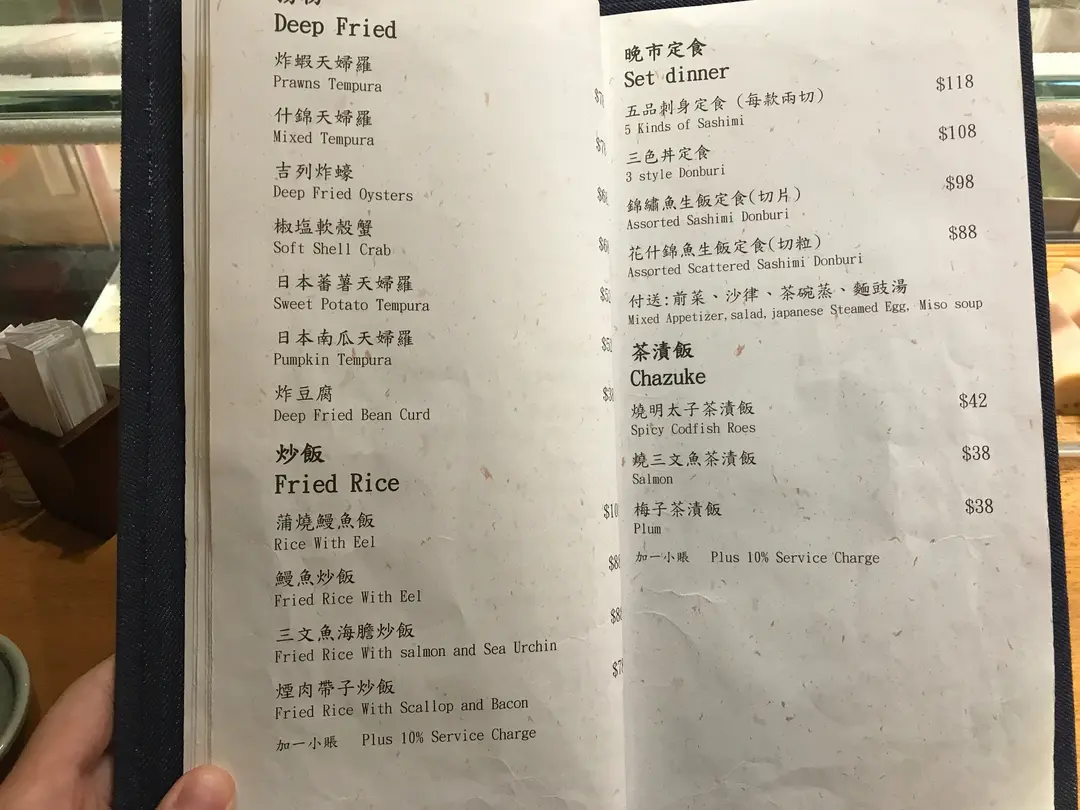 Deep Fried
炸蝦天婦羅
Prawns Tempura
什錦天婦羅
Mixed Tempura
吉列炸蠔
Deep Fried Oysters
椒塩軟殼蟹
Soft Shell Crab
日本蕃薯天婦羅
Sweet Potato Tempura
日本南瓜天婦羅
Pumpkin Tempura
炸豆腐
Deep Fried Bean Curd
炒飯
Fried Rice
蒲燒鰻魚飯
Rice With Eel
鰻魚炒飯
Fried Rice With Eel
三文魚海膽炒飯
Fried Rice With salmon and Sea Urchin
煙肉帶子炒飯
Fried Rice With Scallop and Bacon
加一小賬 Plus 10% Service Charge
晚市定食
Set dinner
五品刺身定食 (每款兩切) $118
5 Kinds of Sashimi
三色丼定食 $108
3 style Donburi
錦繡魚生飯定食(切片) $98
Assorted Sashimi Donburi
花什錦魚生飯定食(切粒) $88
Assorted Scattered Sashimi Donburi
付送:前菜、沙律、茶碗蒸、麵豉湯
Mixed Appetizer,salad,japanese Steamed Egg, Miso soup
茶漬飯
Chazuke
燒明太子茶漬飯 $42
Spicy Codfish Roes
燒三文魚茶漬飯 $38
Salmon
梅子茶漬飯 $38
Plum
加一小賬 Plus 10% Service Charge